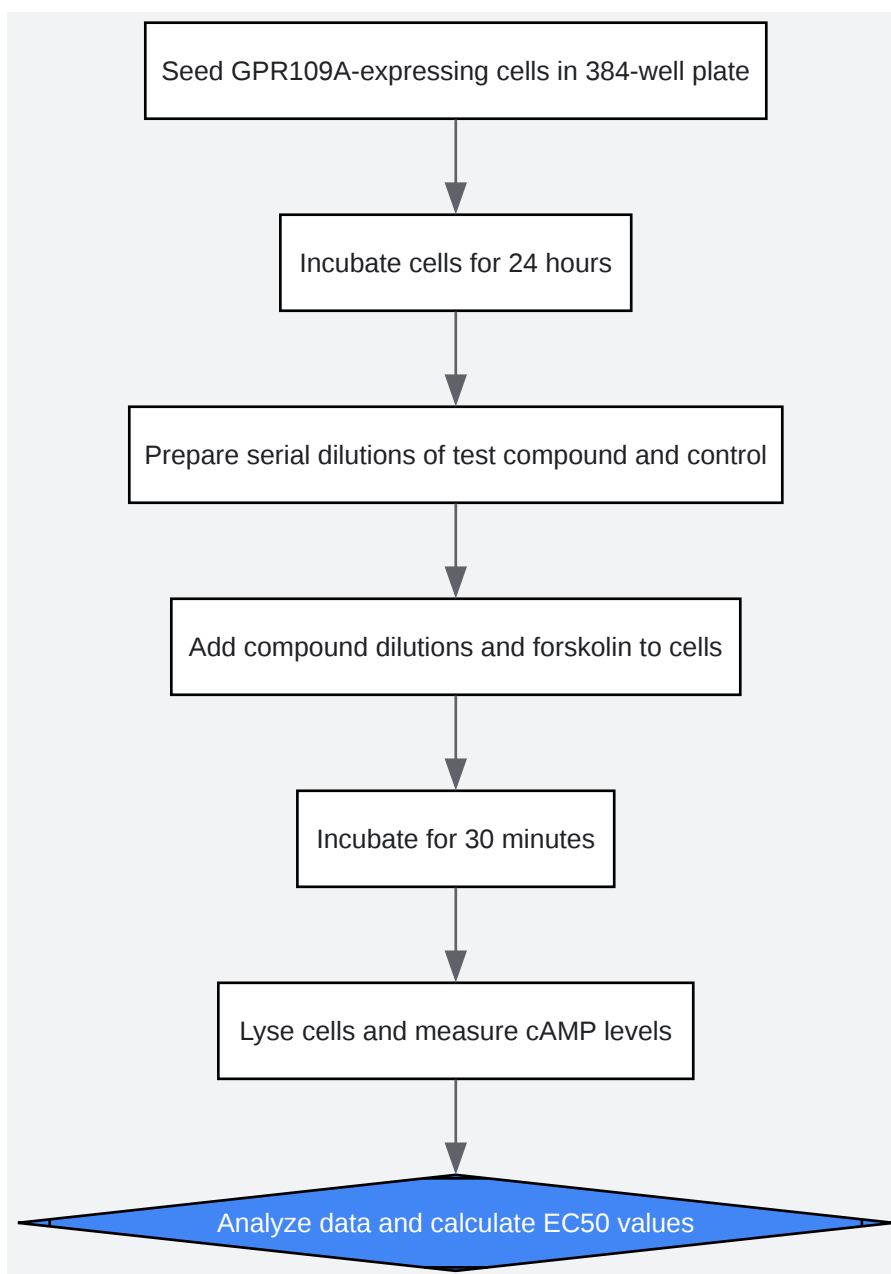 Seed GPR109A-expressing cells in 384-well plate
Incubate cells for 24 hours
Prepare serial dilutions of test compound and control
Add compound dilutions and forskolin to cells
Incubate for 30 minutes
Lyse cells and measure cAMP levels
Analyze data and calculate EC50 values